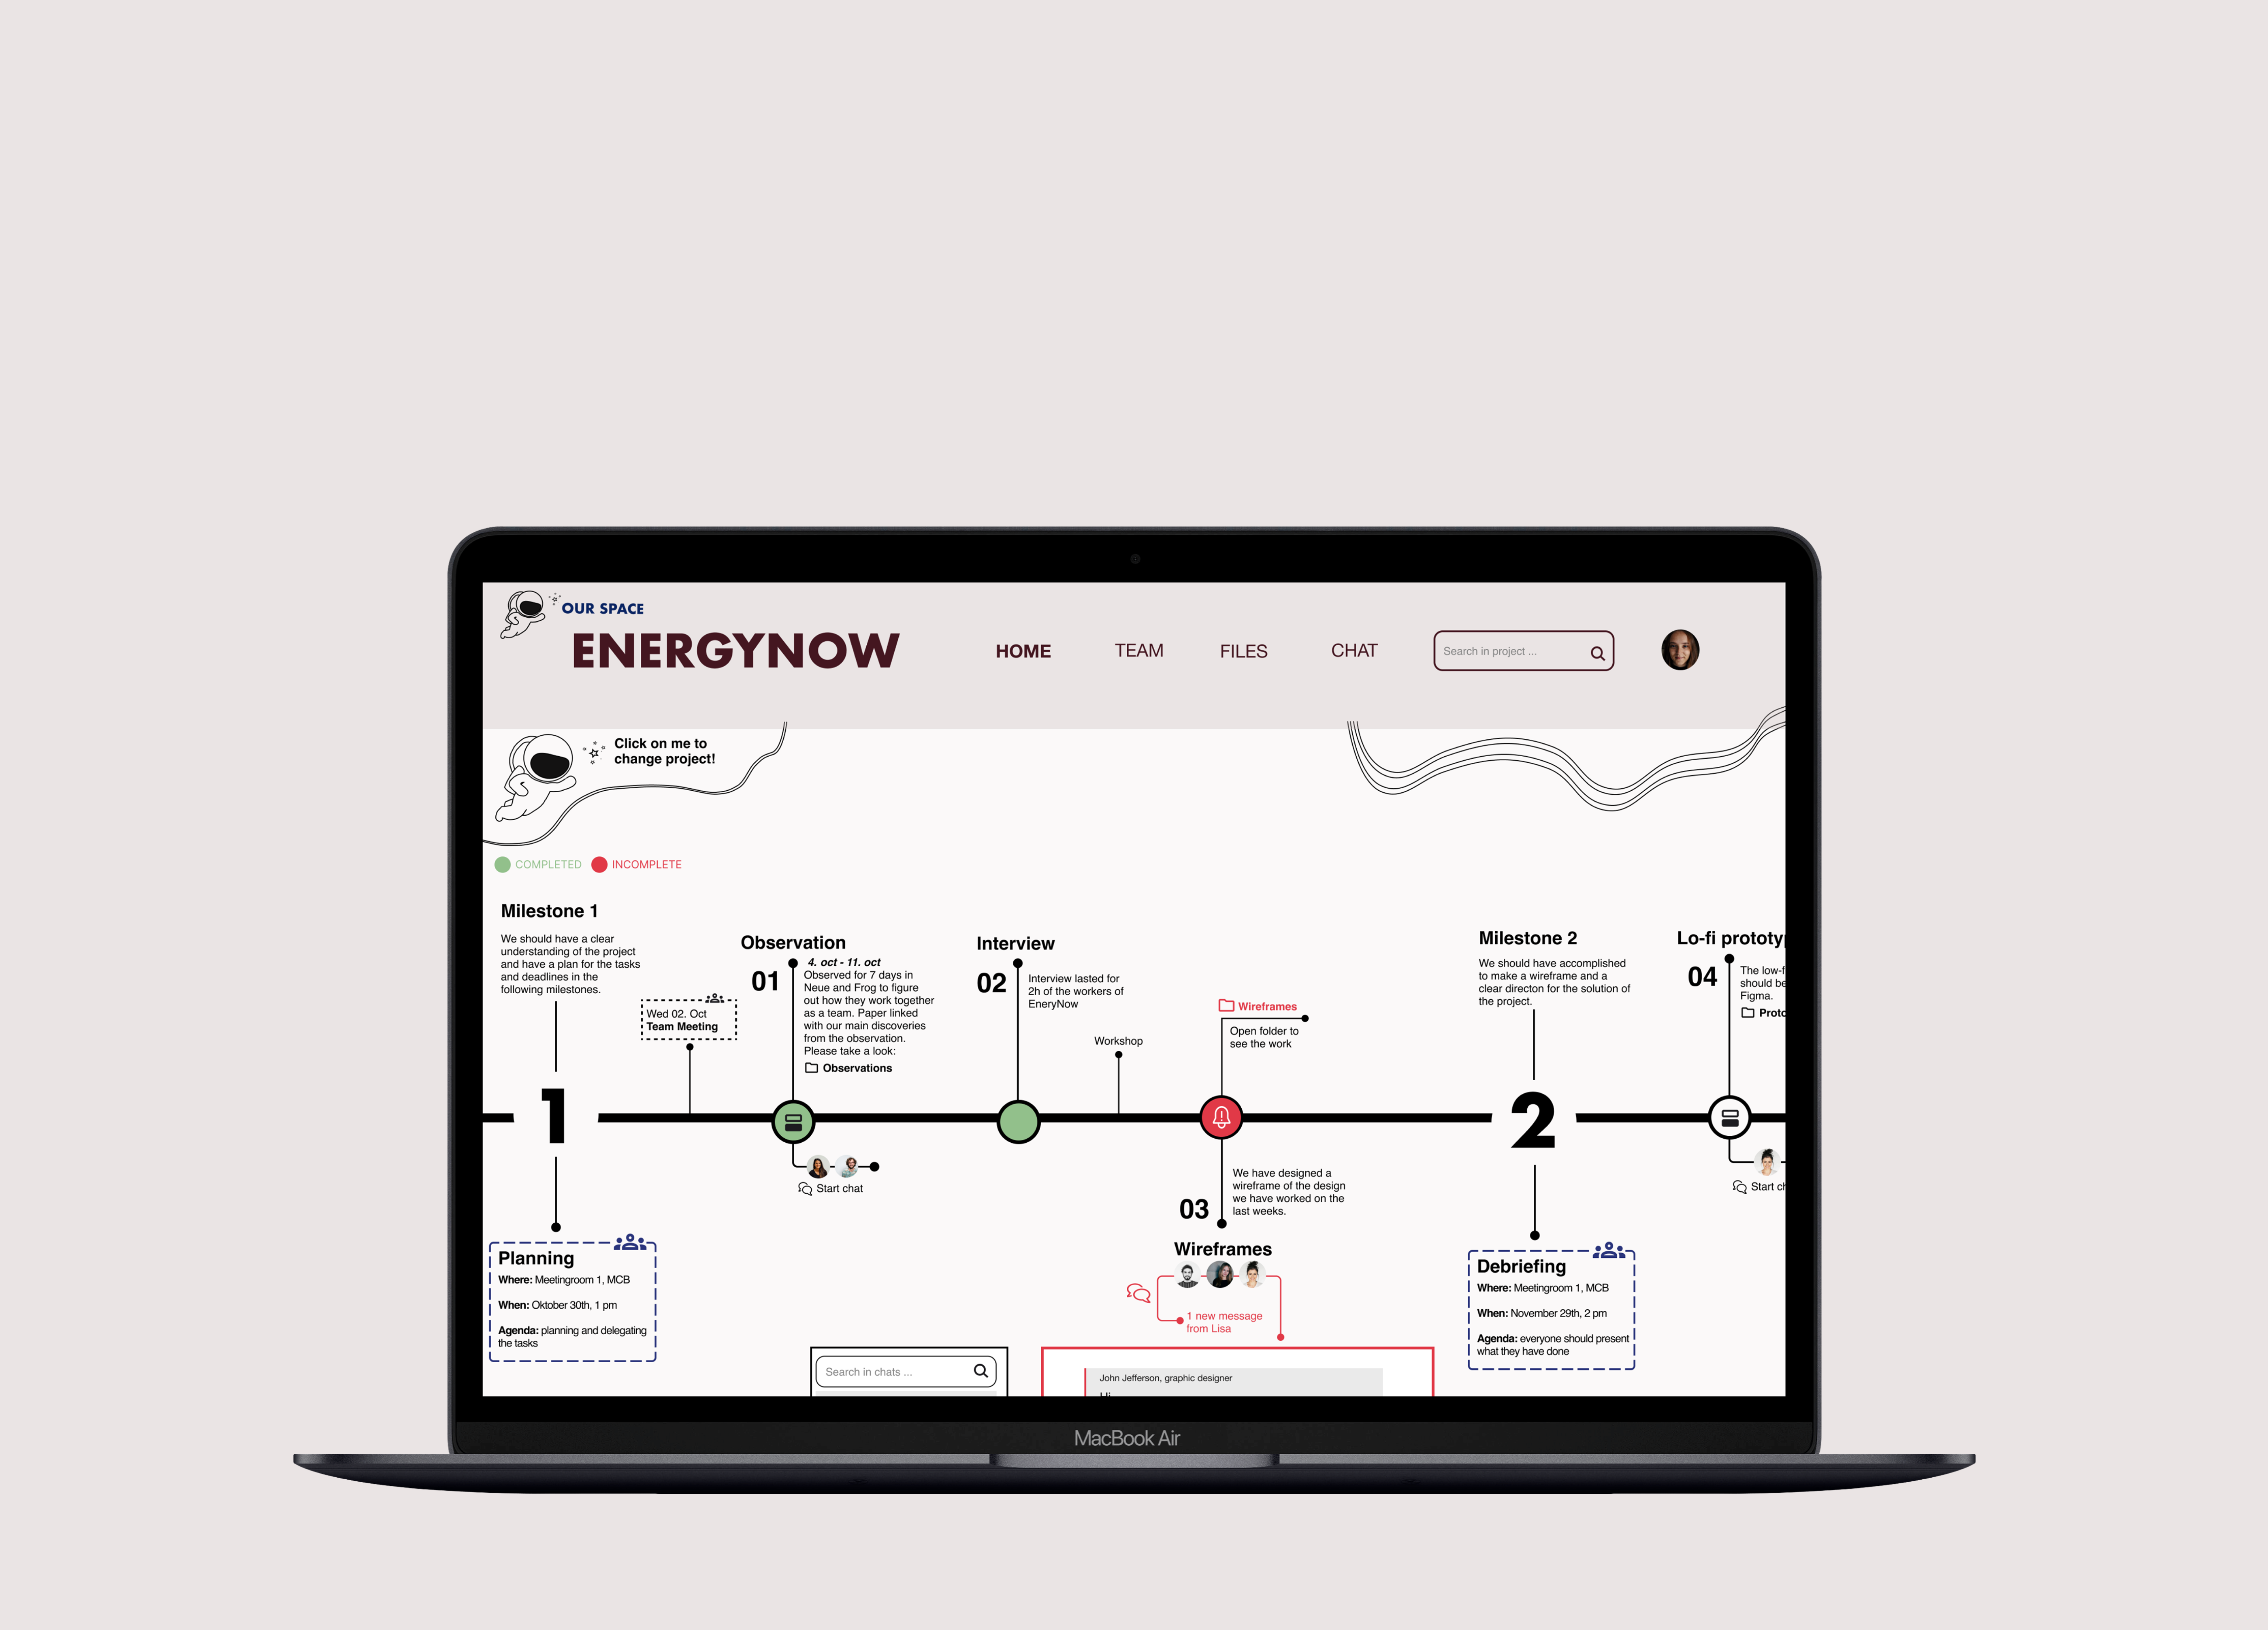 OUR SPACE
ENERGYNOW
HOME
TEAM
FILES
CHAT
Search in project ...
Click on me to
change project!
COMPLETED
INCOMPLETE
Milestone 1
We should have a clear
understanding of the project
and have a plan for the tasks
and deadlines in the
following milestones.
Wed 02. Oct
Team Meeting
Observation
01
4. oct - 11. oct
Observed for 7 days in
Neue and Frog to figure
out how they work together
as a team. Paper linked
with our main discoveries
from the observation.
Please take a look:
Observations
Interview
02
Interview lasted for
2h of the workers of
EneryNow
Workshop
Wireframes
Open folder to
see the work
Milestone 2
We should have accomplished
to make a wireframe and a
clear directon for the solution of
the project.
Lo-fi prototyp
04
The low-f
should be
Figma.
Proto
1
2
Start chat
Start ch
03
We have designed a
wireframe of the design
we have worked on the
last weeks.
Wireframes
1 new message
from Lisa
Planning
Where: Meetingroom 1, MCB
When: Oktober 30th, 1 pm
Agenda: planning and delegating
the tasks
Debriefing
Where: Meetingroom 1, MCB
When: November 29th, 2 pm
Agenda: everyone should present
what they have done
Search in chats ...
John Jefferson, graphic designer
MacBook Air